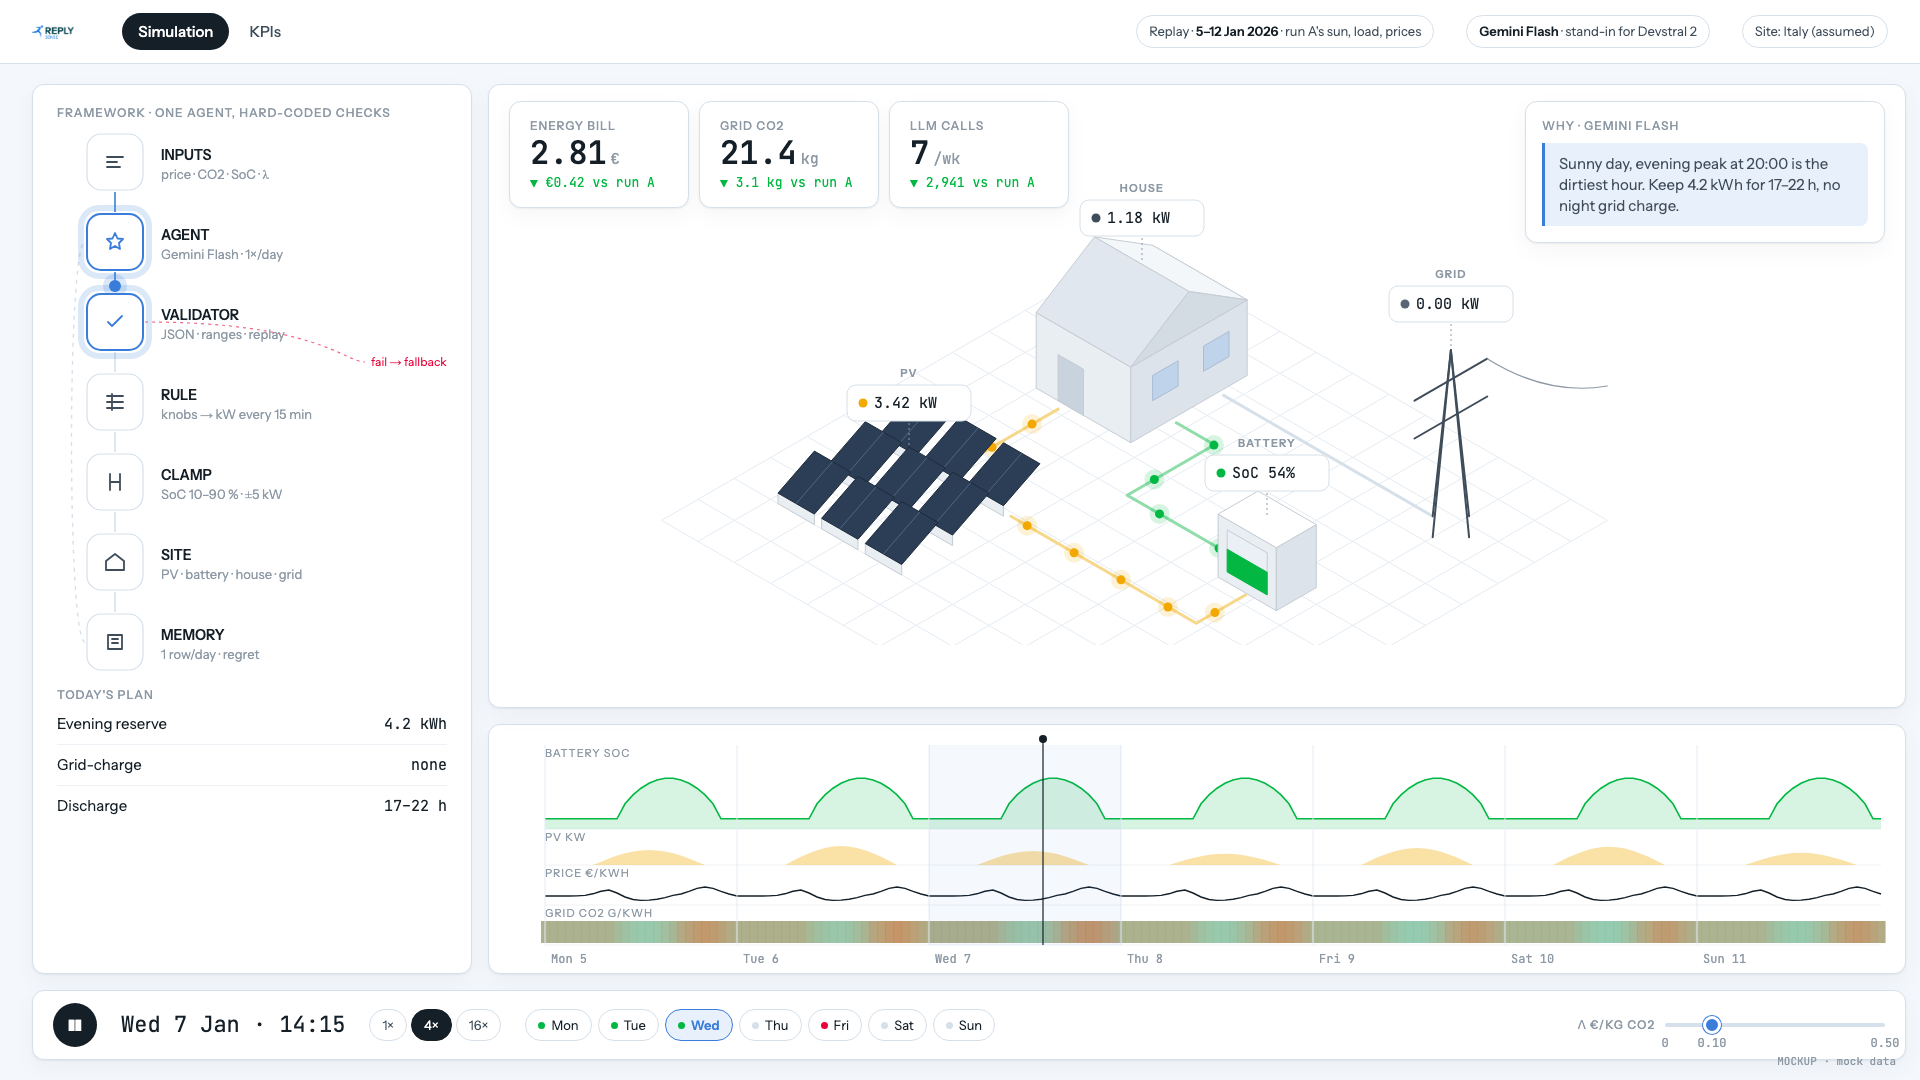 REPLY
Simulation
KPIs
Replay · 5–12 Jan 2026 · run A's sun, load, prices
Gemini Flash · stand-in for Devstral 2
Site: Italy (assumed)
FRAMEWORK · ONE AGENT, HARD-CODED CHECKS
INPUTS
price · CO2 · SoC · λ
AGENT
Gemini Flash · 1×/day
VALIDATOR
JSON · ranges · replay
fail → fallback
RULE
knobs → kW every 15 min
CLAMP
SoC 10–90 % · ±5 kW
SITE
PV · battery · house · grid
MEMORY
1 row/day · regret
TODAY'S PLAN
Evening reserve 4.2 kWh
Grid-charge none
Discharge 17–22 h
ENERGY BILL
2.81 €
▼ €0.42 vs run A
GRID CO2
21.4 kg
▼ 3.1 kg vs run A
LLM CALLS
7 /wk
▼ 2,941 vs run A
WHY · GEMINI FLASH
Sunny day, evening peak at 20:00 is the
dirtiest hour. Keep 4.2 kWh for 17–22 h, no
night grid charge.
HOUSE
1.18 kW
GRID
0.00 kW
PV
3.42 kW
BATTERY
SoC 54%
BATTERY SOC
PV KW
PRICE €/KWH
GRID CO2 G/KWH
Mon 5
Tue 6
Wed 7
Thu 8
Fri 9
Sat 10
Sun 11
Wed 7 Jan · 14:15
1×
4×
16×
Mon
Tue
Wed
Thu
Fri
Sat
Sun
Λ €/KG CO2
0
0.10
0.50
MOCKUP · mock data